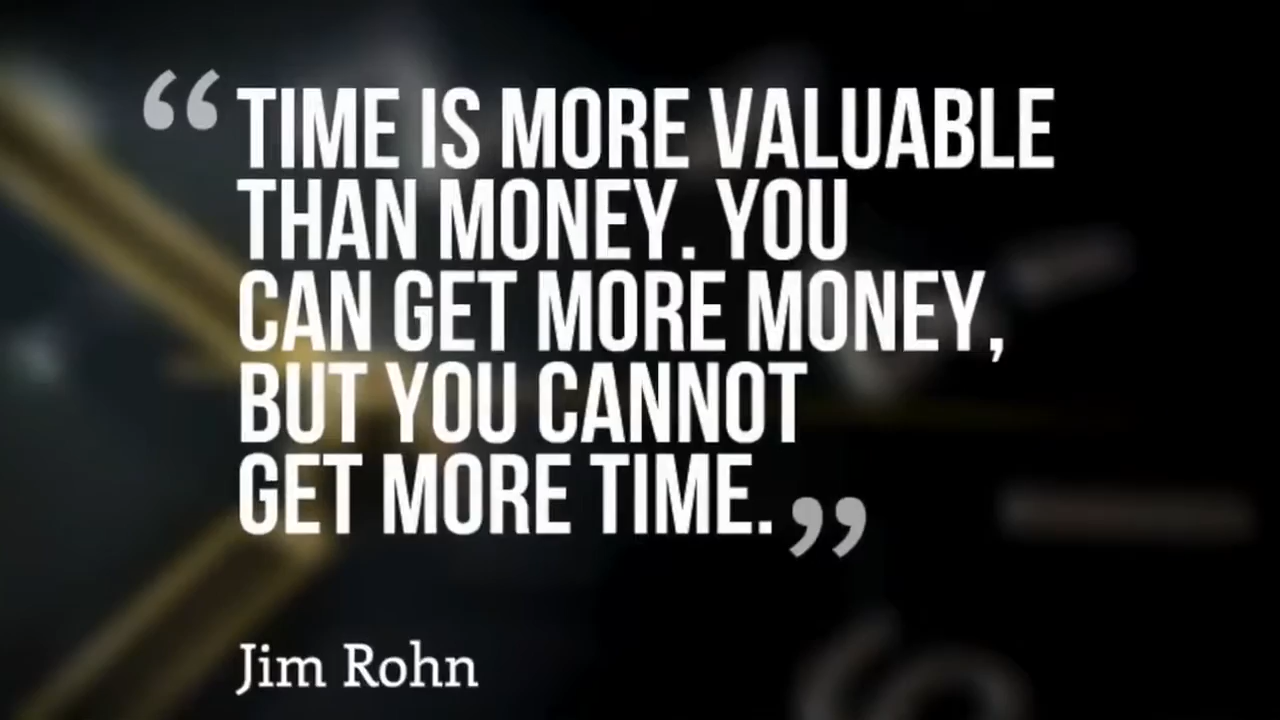 “TIME IS MORE VALUABLE
THAN MONEY. YOU
CAN GET MORE MONEY,
BUT YOU CANNOT
GET MORE TIME.”
Jim Rohn